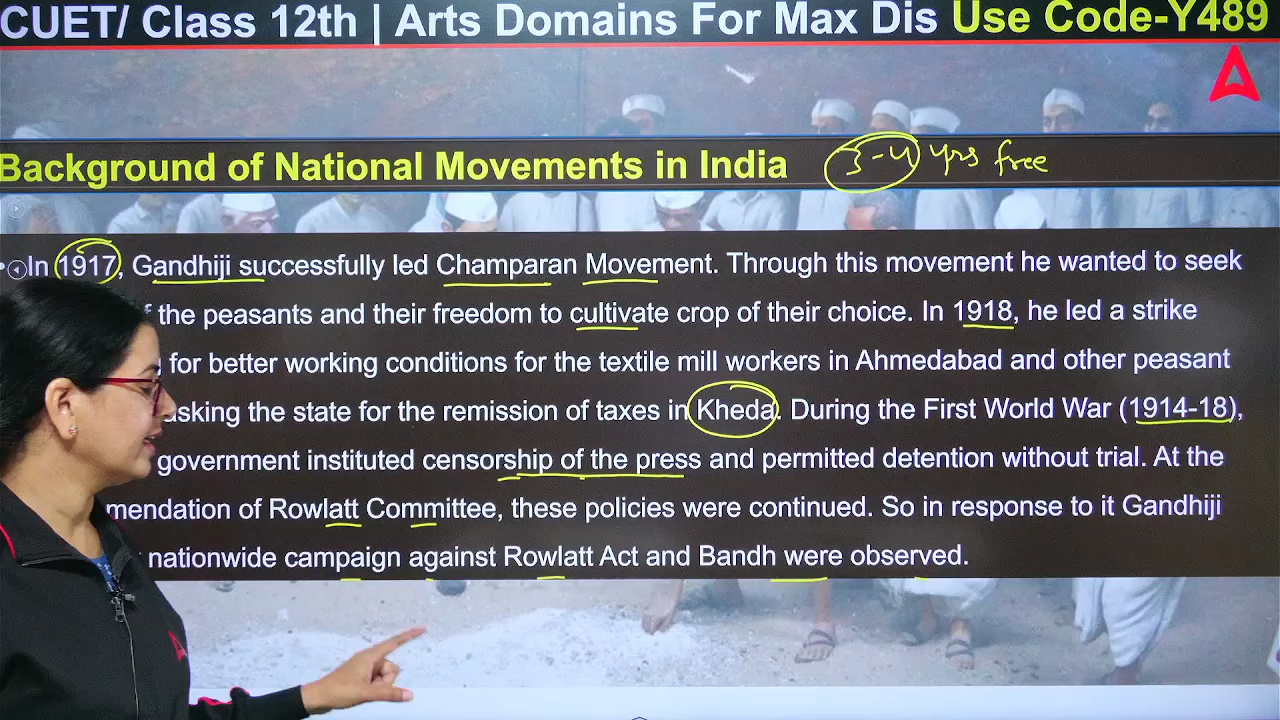 CUET/ Class 12th | Arts Domains For Max Dis Use Code-Y489
Background of National Movements in India 3-4 yrs free
• In 1917, Gandhiji successfully led Champaran Movement. Through this movement he wanted to seek
f the peasants and their freedom to cultivate crop of their choice. In 1918, he led a strike
g for better working conditions for the textile mill workers in Ahmedabad and other peasant
asking the state for the remission of taxes in Kheda. During the First World War (1914-18),
government instituted censorship of the press and permitted detention without trial. At the
mendation of Rowlatt Committee, these policies were continued. So in response to it Gandhiji
nationwide campaign against Rowlatt Act and Bandh were observed.